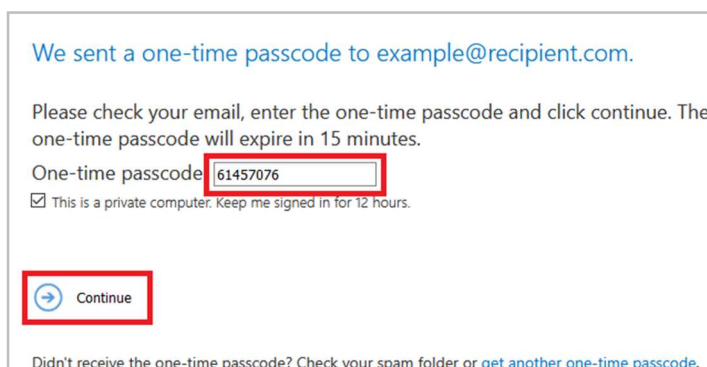 We sent a one-time passcode to example@recipient.com.
Please check your email, enter the one-time passcode and click continue. The
one-time passcode will expire in 15 minutes.
One-time passcode 61457076
This is a private computer. Keep me signed in for 12 hours.
Continue
Didn't receive the one-time passcode? Check your spam folder or get another one-time passcode.